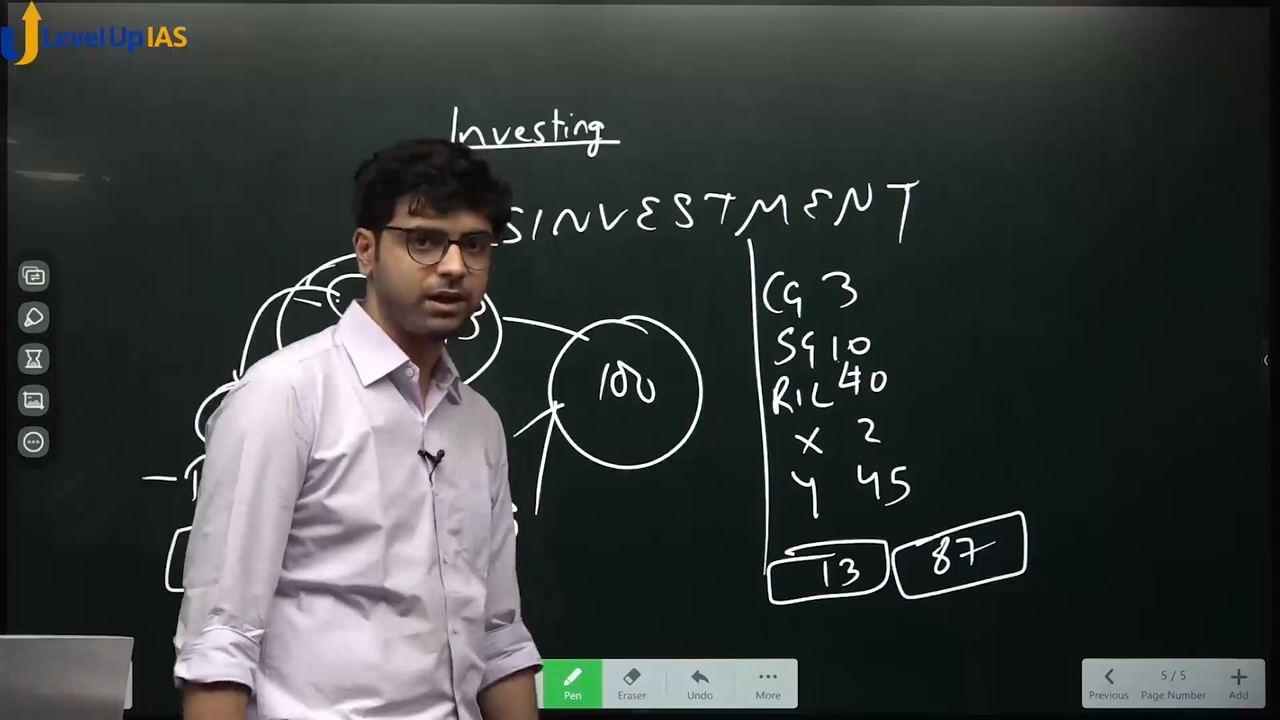 Level Up IAS
Investing
SINVESTMENT
CG 3
SG 10
RIL 40
X 2
Y 45
100
13 87
Pen Eraser Undo More
Previous 5/5 Page Number Add